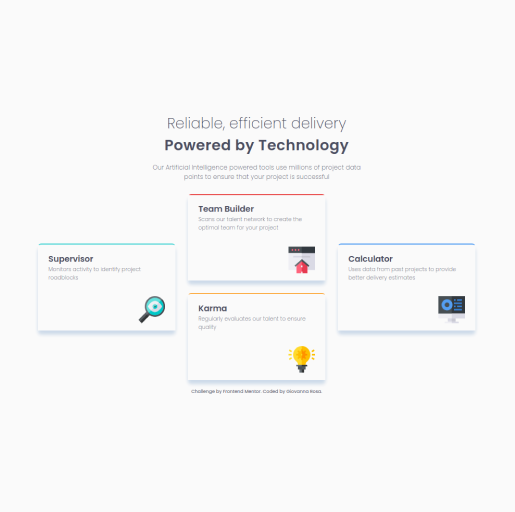 Reliable, efficient delivery
Powered by Technology
Our Artificial Intelligence powered tools use millions of project data
points to ensure that your project is successful
Supervisor
Monitors activity to identify project
roadblocks
Team Builder
Scans our talent network to create the
optimal team for your project
Karma
Regularly evaluates our talent to ensure
quality
Calculator
Uses data from past projects to provide
better delivery estimates
Challenge by Frontend Mentor. Coded by Giovanna Rosa.